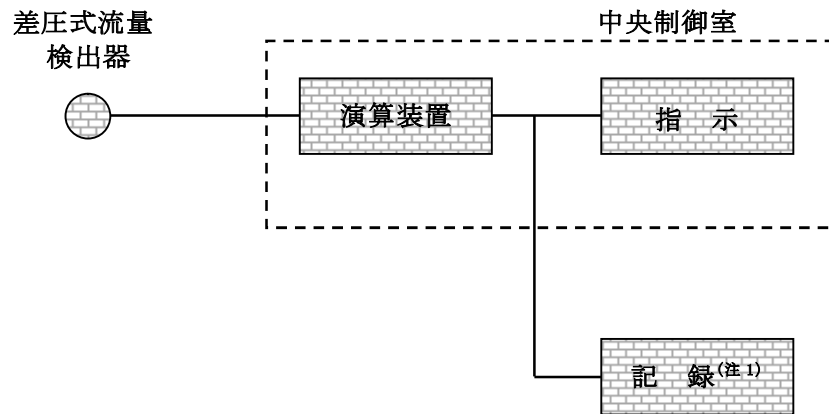 差圧式流量
検出器
中央制御室
演算装置
指 示
記 録(注1)